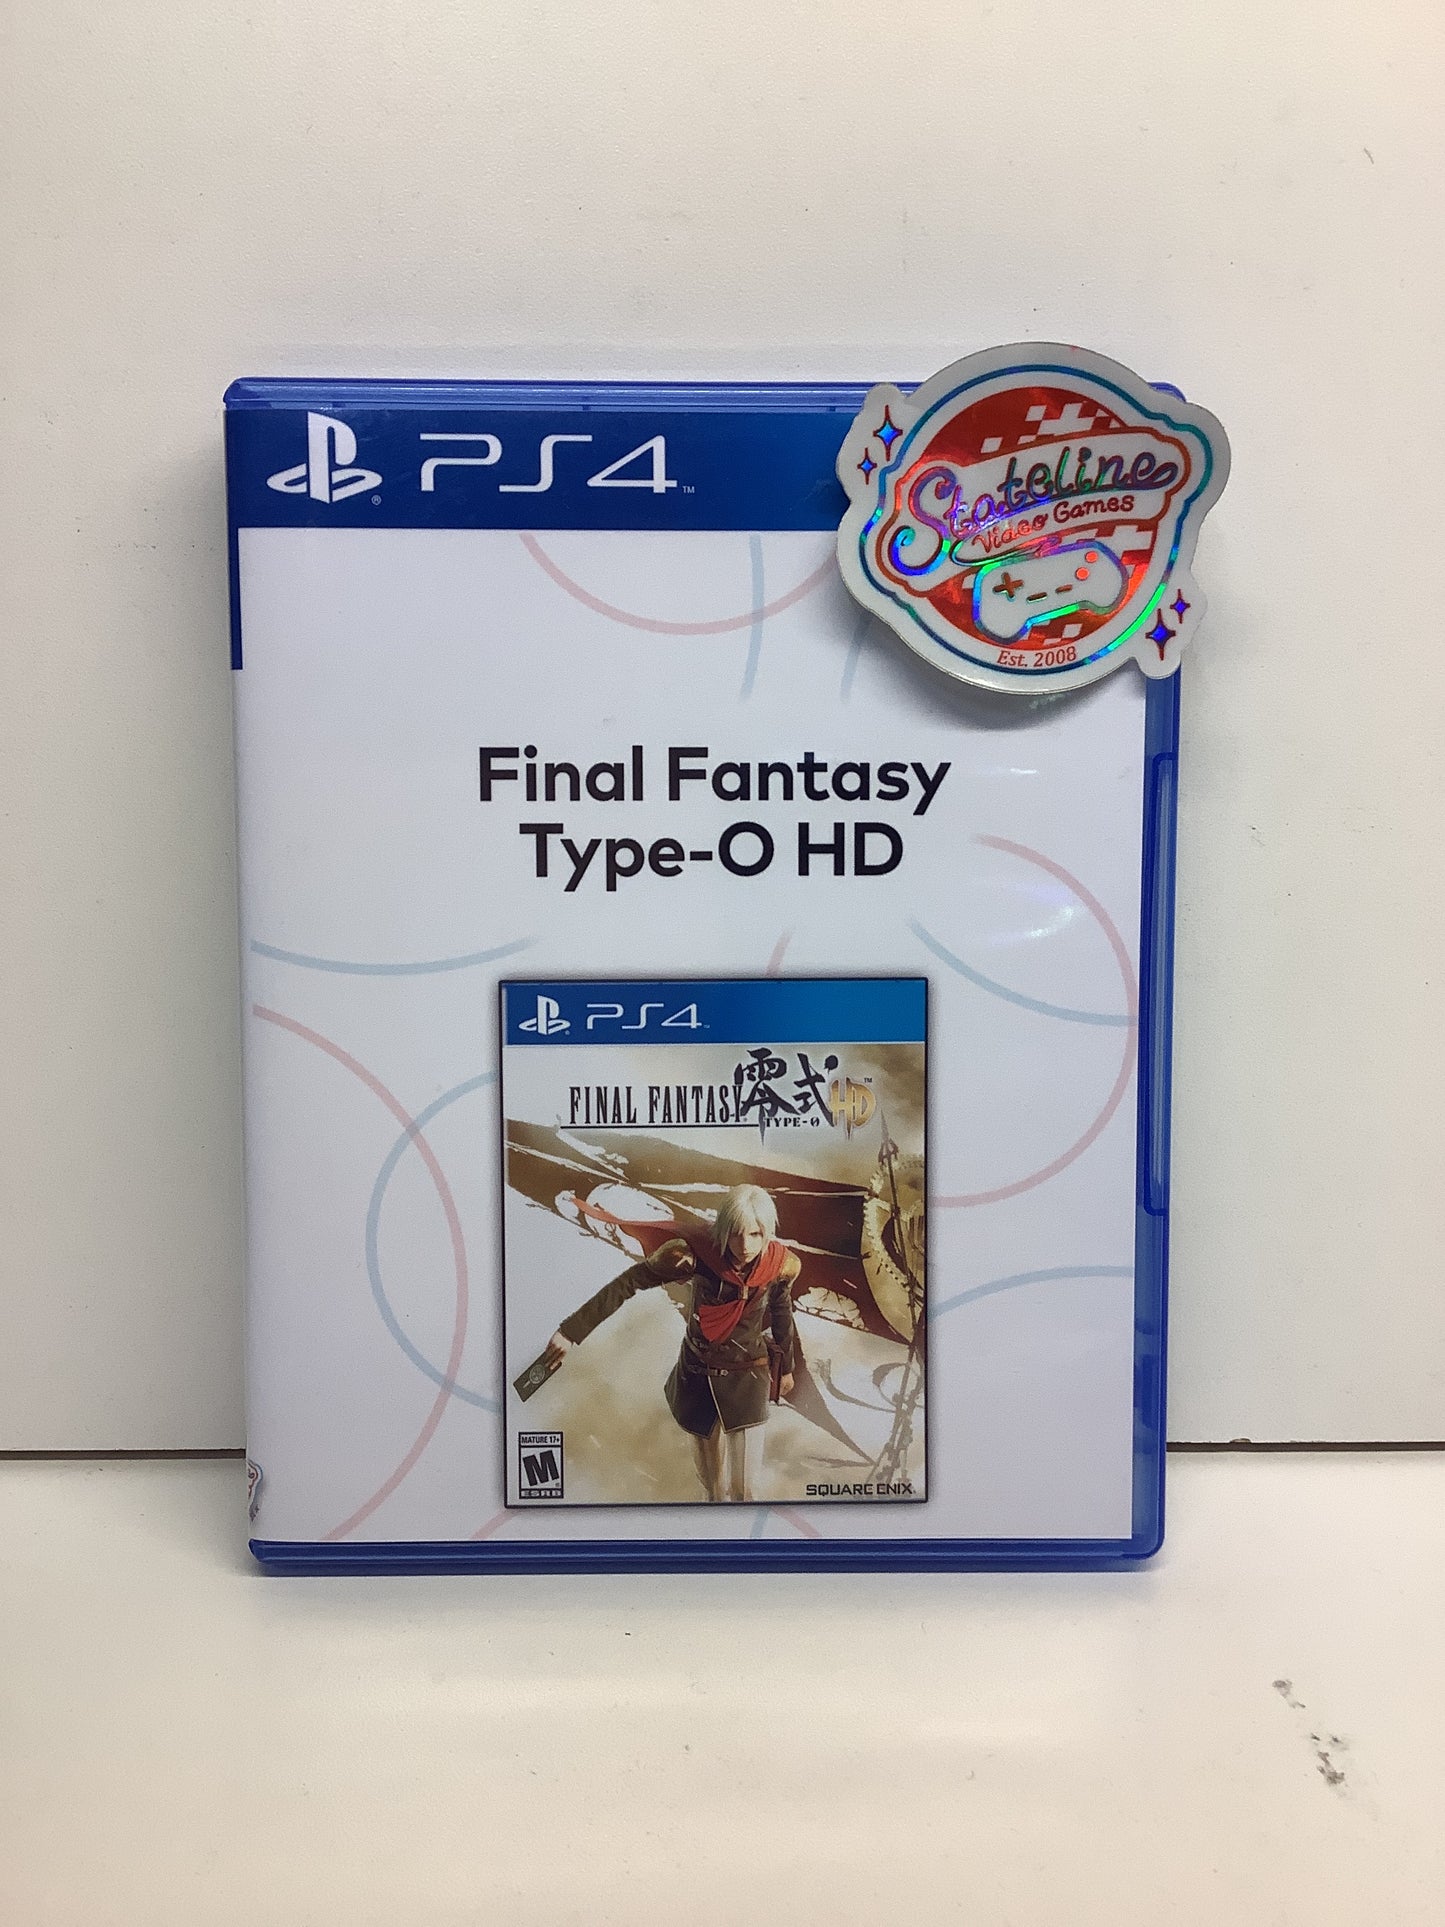 PS4
Stateline
Video Games
Est. 2008
Final Fantasy
Type-O HD
PS4
FINAL FANTASY 零式 HD
TYPE-0
MATURE 17+
M
ESRB
SQUARE ENIX